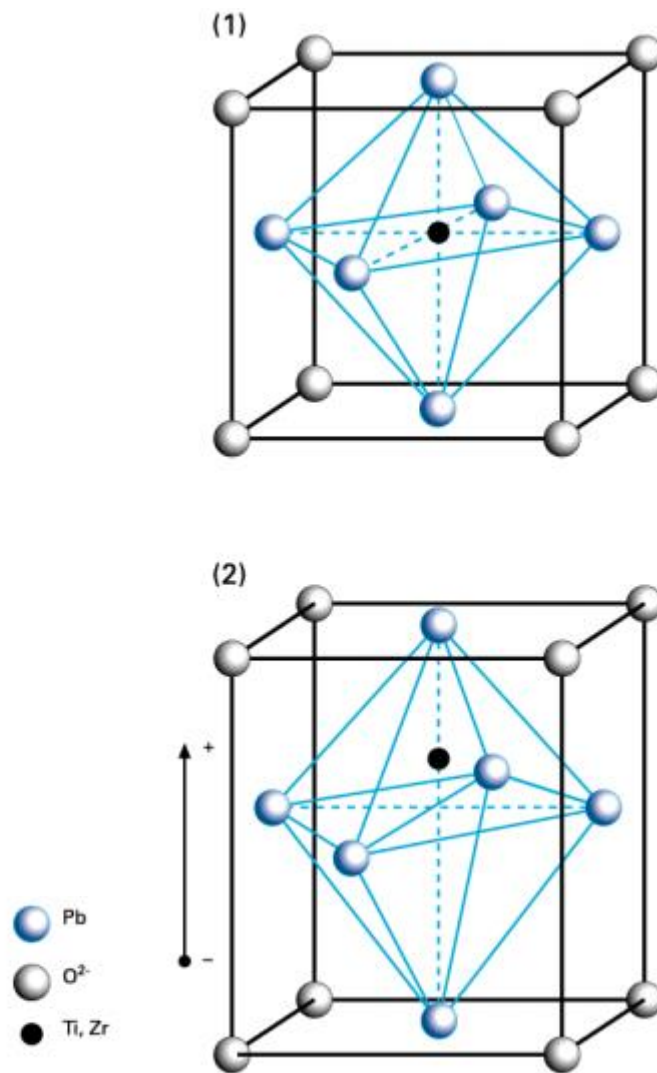 (1)
(2)
+
−
Pb
O²⁻
Ti, Zr